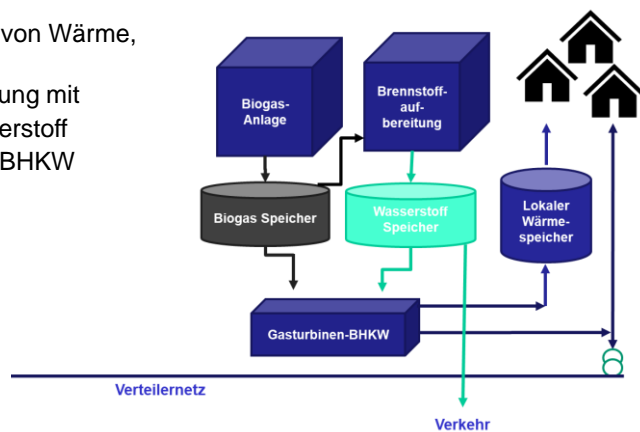 von Wärme,
ung mit
erstoff
BHKW
Biogas-
Anlage
Brennstoff-
auf-
bereitung
Biogas Speicher
Wasserstoff
Speicher
Lokaler
Wärme-
speicher
Gasturbinen-BHKW
Verteilernetz
Verkehr